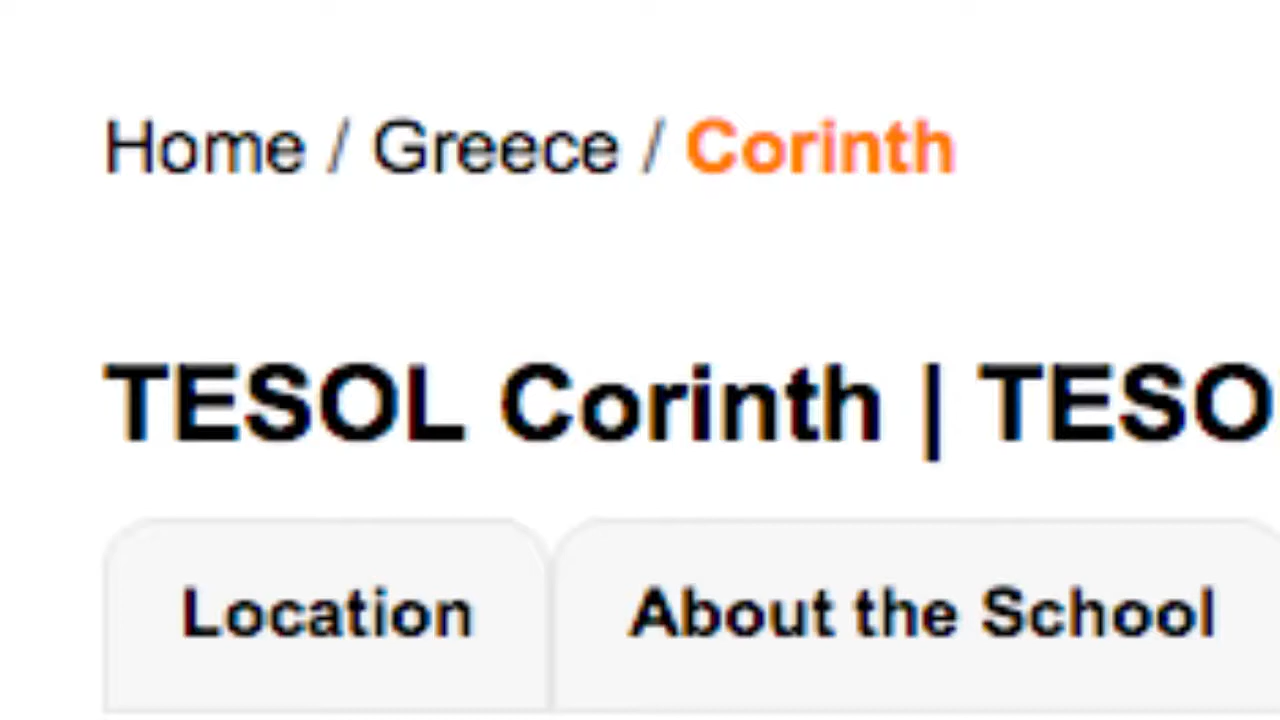 Home / Greece / Corinth
TESOL Corinth | TESO
Location
About the School